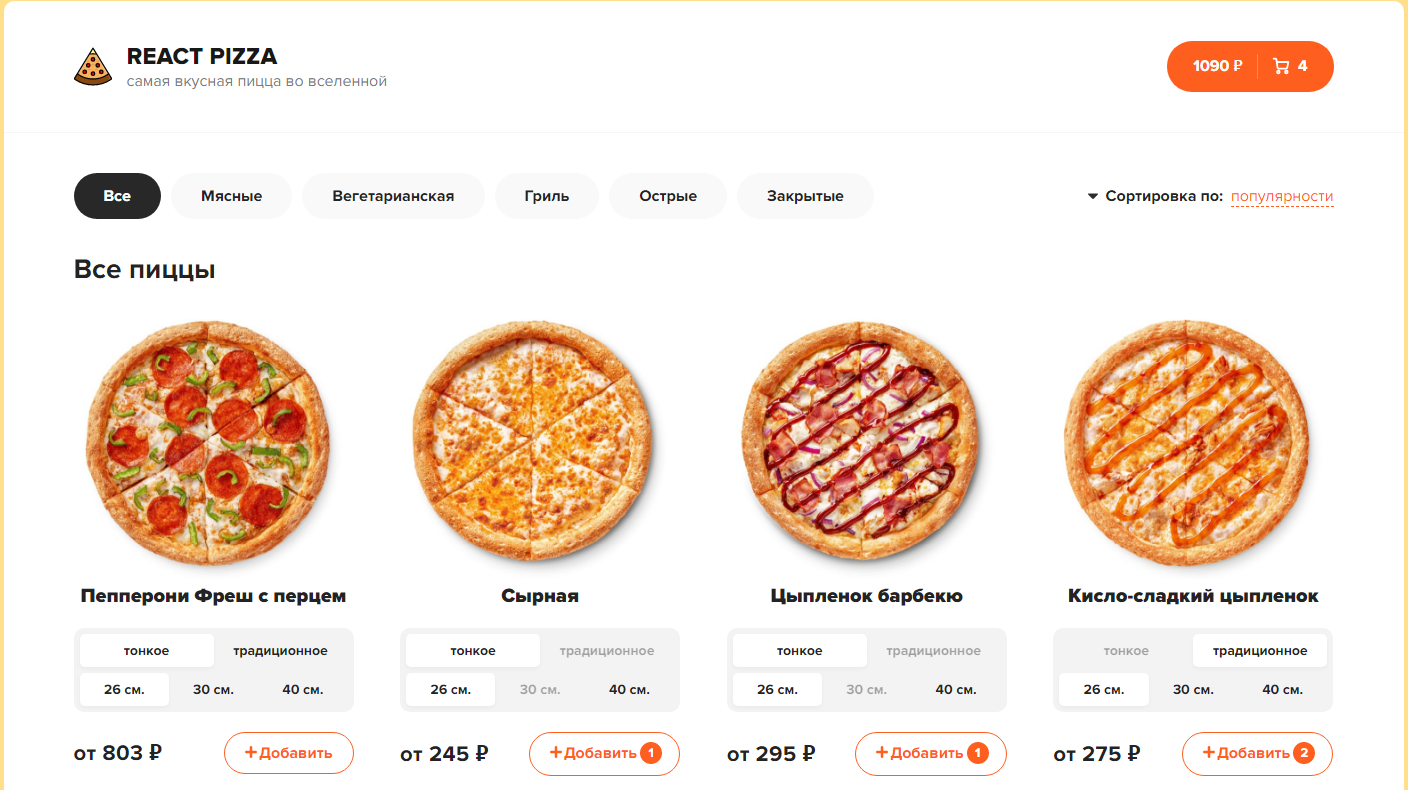 REACT PIZZA
самая вкусная пицца во вселенной
1090 ₽ 4
Все Мясные Вегетарианская Гриль Острые Закрытые Сортировка по: популярности
Все пиццы
Пепперони Фреш с перцем Сырная Цыпленок барбекю Кисло-сладкий цыпленок
тонкое традиционное тонкое традиционное тонкое традиционное тонкое традиционное
26 см. 30 см. 40 см. 26 см. 30 см. 40 см. 26 см. 30 см. 40 см. 26 см. 30 см. 40 см.
от 803 ₽ +Добавить от 245 ₽ +Добавить 1 от 295 ₽ +Добавить 1 от 275 ₽ +Добавить 2